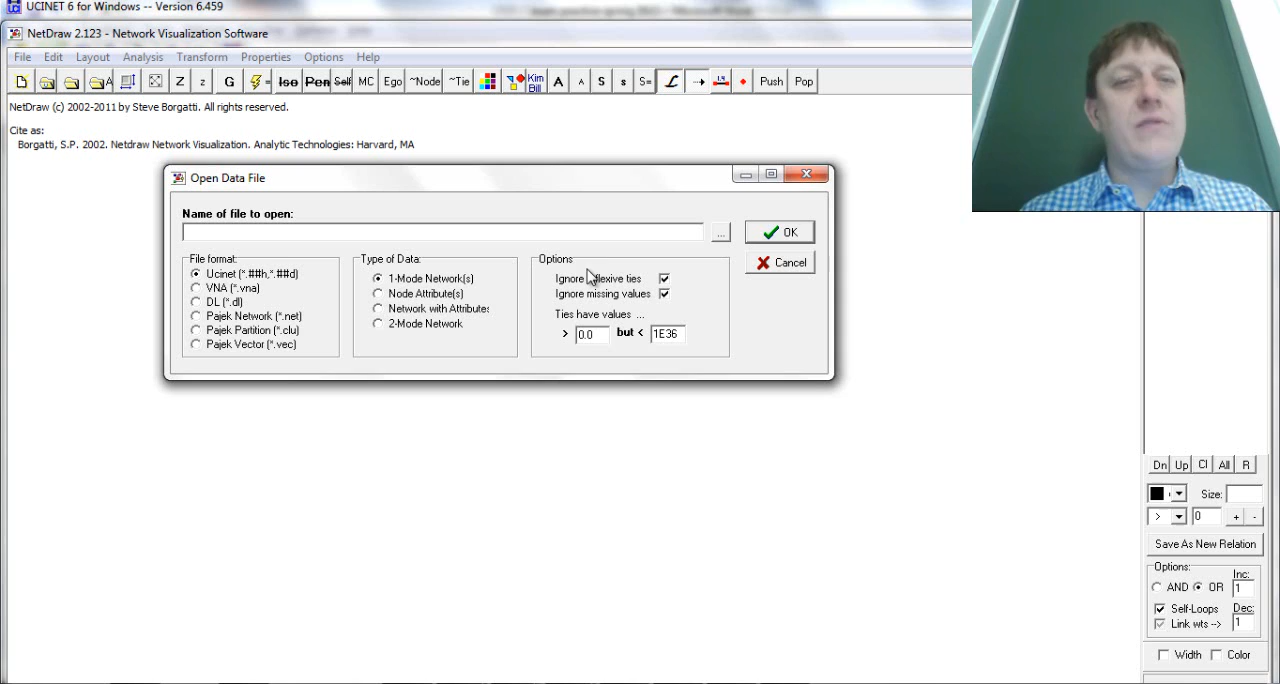 UCINET 6 for Windows -- Version 6.459
NetDraw 2.123 - Network Visualization Software
File Edit Layout Analysis Transform Properties Options Help
Z z G Iso Pen Self MC Ego ~Node ~Tie Kim Bill A A S s S= L Push Pop
NetDraw (c) 2002-2011 by Steve Borgatti. All rights reserved.
Cite as:
Borgatti, S.P. 2002. Netdraw Network Visualization. Analytic Technologies: Harvard, MA
Open Data File
Name of file to open:
... OK
Cancel
File format:
Ucinet (*.##h,*.##d)
VNA (*.vna)
DL (*.dl)
Pajek Network (*.net)
Pajek Partition (*.clu)
Pajek Vector (*.vec)
Type of Data:
1-Mode Network(s)
Node Attribute(s)
Network with Attributes
2-Mode Network
Options
Ignore flexive ties
Ignore missing values
Ties have values ...
> 0.0 but < 1E36
Dn Up Cl All R
Size:
> 0 + -
Save As New Relation
Options:
Inc:
AND OR 1
Self-Loops Dec:
Link wts --> 1
Width Color